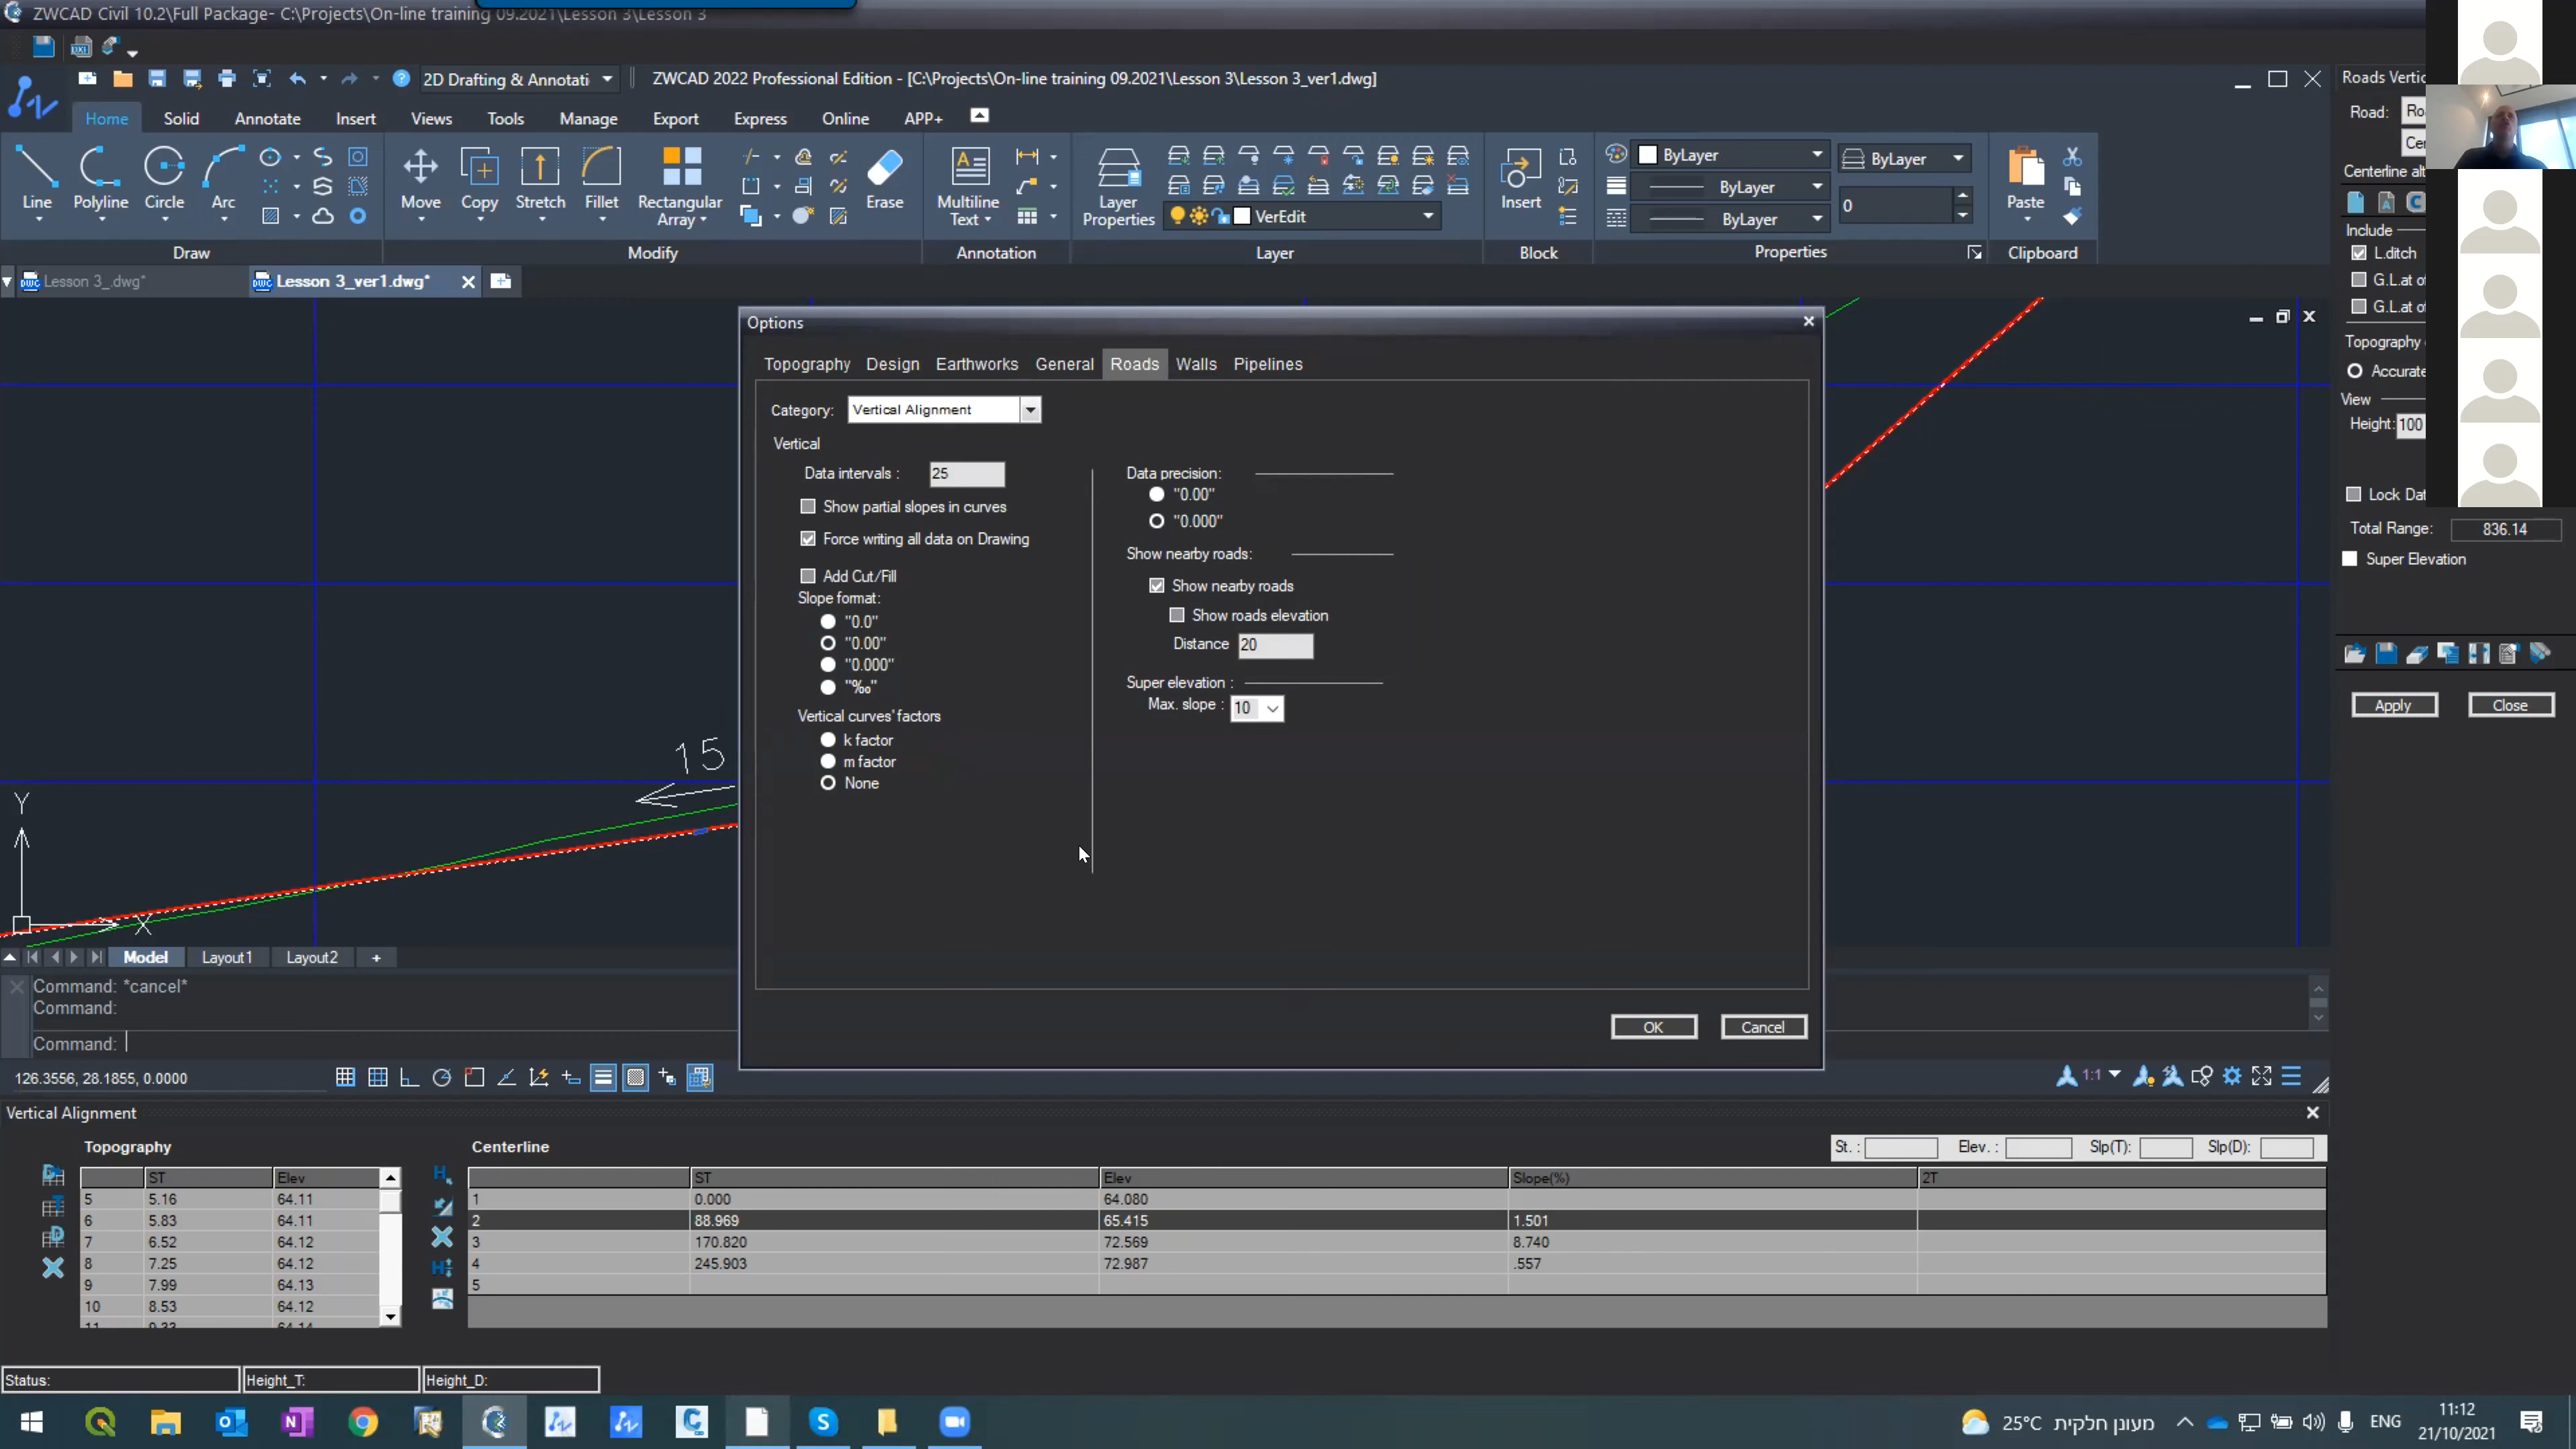 ZWCAD Civil 10.2\Full Package- C:\Projects\On-line training 09.2021\Lesson 3\Lesson 3
2D Drafting & Annotati
ZWCAD 2022 Professional Edition - [C:\Projects\On-line training 09.2021\Lesson 3\Lesson 3_ver1.dwg]
Home Solid Annotate Insert Views Tools Manage Export Express Online APP+
Line Polyline Circle Arc
Move Copy Stretch Fillet Rectangular Array Erase
Multiline Text
Layer Properties
VerEdit
Insert
ByLayer
ByLayer
ByLayer
ByLayer
0
Paste
Draw Modify Annotation Layer Block Properties Clipboard
Lesson 3_.dwg*
Lesson 3_ver1.dwg*
Options
Topography Design Earthworks General Roads Walls Pipelines
Category: Vertical Alignment
Vertical
Data intervals : 25
Show partial slopes in curves
Force writing all data on Drawing
Add Cut/Fill
Slope format:
"0.0"
"0.00"
"0.000"
"‰"
Vertical curves' factors
k factor
m factor
None
Data precision:
"0.00"
"0.000"
Show nearby roads:
Show nearby roads
Show roads elevation
Distance 20
Super elevation :
Max. slope : 10
OK Cancel
15
Y
X
Roads Vertic
Road: Ro
Cer
Centerline alt
Include
L.ditch
G.L.at o
G.L.at o
Topography
Accurate
View
Height: 100
Lock Dat
Total Range: 836.14
Super Elevation
Apply Close
Model Layout1 Layout2 +
Command: *cancel*
Command:
Command:
126.3556, 28.1855, 0.0000
1:1
Vertical Alignment
Topography
ST Elev
5 5.16 64.11
6 5.83 64.11
7 6.52 64.12
8 7.25 64.12
9 7.99 64.13
10 8.53 64.12
11 9.33 64.14
Centerline
St. : Elev. : Slp(T): Slp(D):
ST Elev Slope(%) 2T
1 0.000 64.080
2 88.969 65.415 1.501
3 170.820 72.569 8.740
4 245.903 72.987 .557
5
Status: Height_T: Height_D:
25°C מעונן חלקית
ENG
11:12
21/10/2021